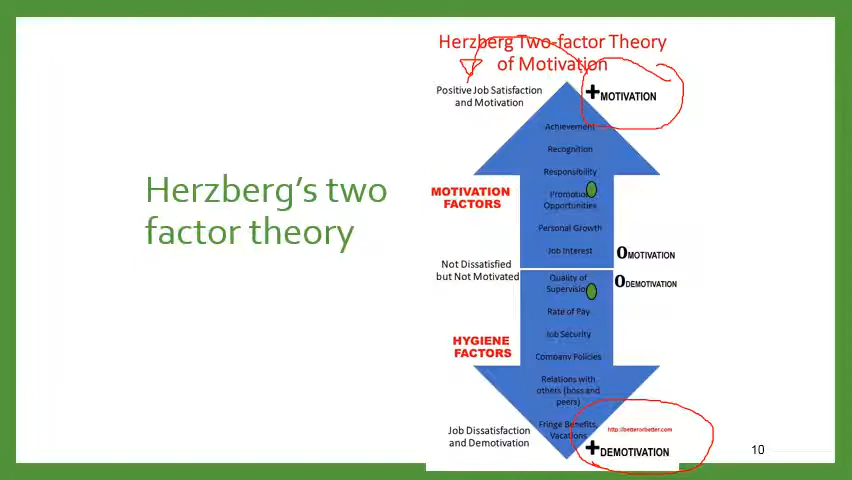 Herzberg's two
factor theory
Herzberg Two-factor Theory
of Motivation
Positive Job Satisfaction
and Motivation
+MOTIVATION
Achievement
Recognition
Responsibility
MOTIVATION
FACTORS
Promotion
Opportunities
Personal Growth
Job Interest
0MOTIVATION
Not Dissatisfied
but Not Motivated
Quality of
Supervision
0DEMOTIVATION
Rate of Pay
Job Security
HYGIENE
FACTORS
Company Policies
Relations with
others (boss and
peers)
Job Dissatisfaction
and Demotivation
Fringe Benefits,
Vacations
http://betterorbetter.com
+DEMOTIVATION
10